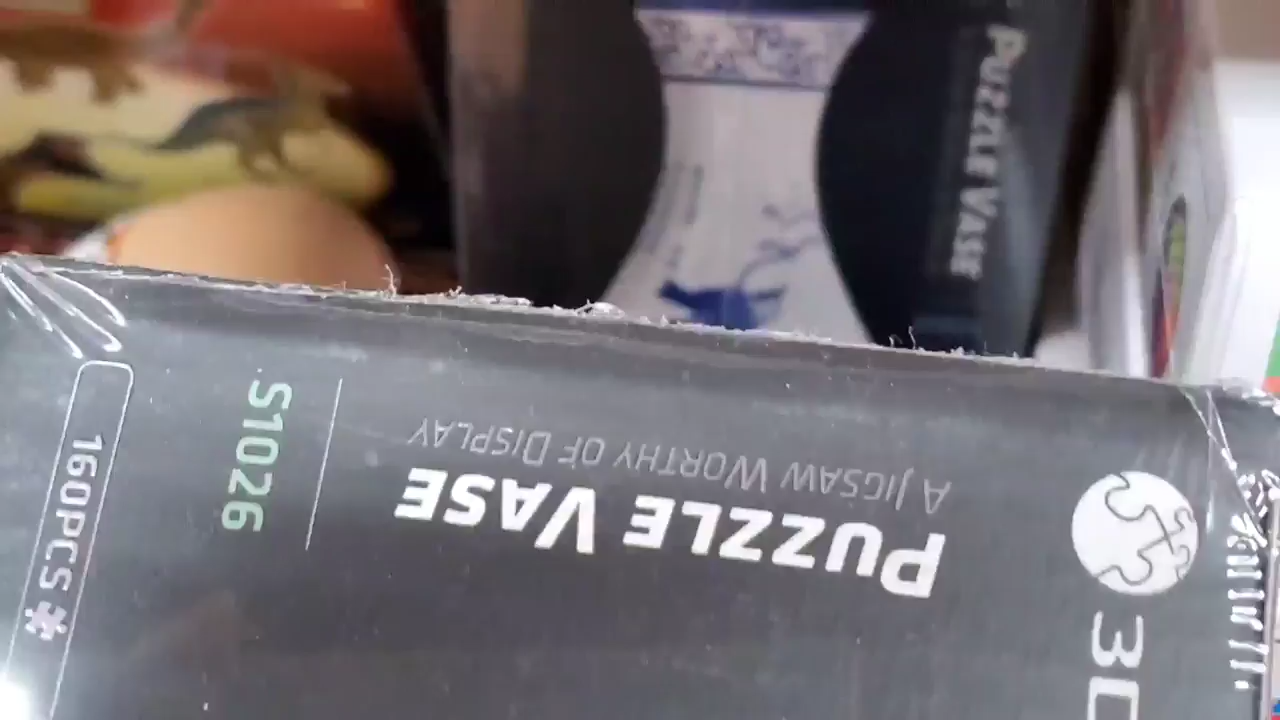 PUZZLE VASE
A JIGSAW WORTHY OF DISPLAY
S1026
160PCS
3D
PUZZLE VASE